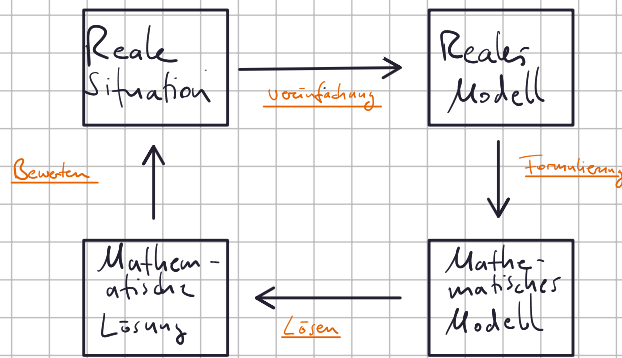 Reale
Situation
Vereinfachung
Reales
Modell
Bewerten
Formulierung
Mathem-
atische
Lösung
Lösen
Mathe-
matisches
Modell